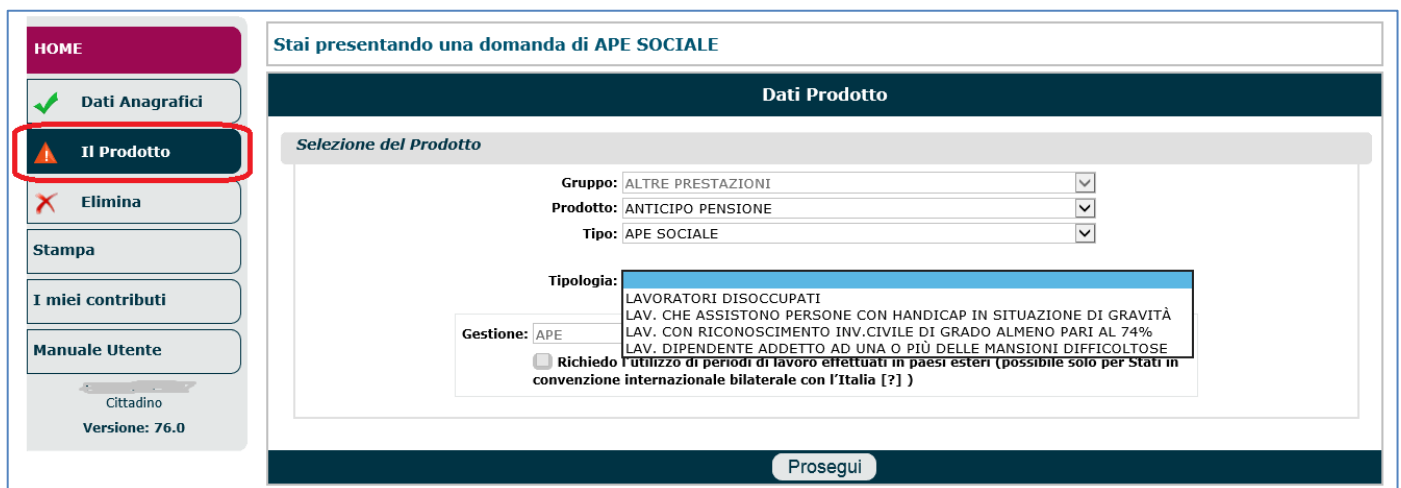 HOME
Dati Anagrafici
Il Prodotto
Elimina
Stampa
I miei contributi
Manuale Utente
Cittadino
Versione: 76.0
Stai presentando una domanda di APE SOCIALE
Dati Prodotto
Selezione del Prodotto
Gruppo: ALTRE PRESTAZIONI
Prodotto: ANTICIPO PENSIONE
Tipo: APE SOCIALE
Tipologia:
LAVORATORI DISOCCUPATI
LAV. CHE ASSISTONO PERSONE CON HANDICAP IN SITUAZIONE DI GRAVITÀ
LAV. CON RICONOSCIMENTO INV.CIVILE DI GRADO ALMENO PARI AL 74%
LAV. DIPENDENTE ADDETTO AD UNA O PIÙ DELLE MANSIONI DIFFICOLTOSE
Gestione: APE
Richiedo l'utilizzo di periodi di lavoro effettuati in paesi esteri (possibile solo per Stati in
convenzione internazionale bilaterale con l'Italia [?] )
Prosegui